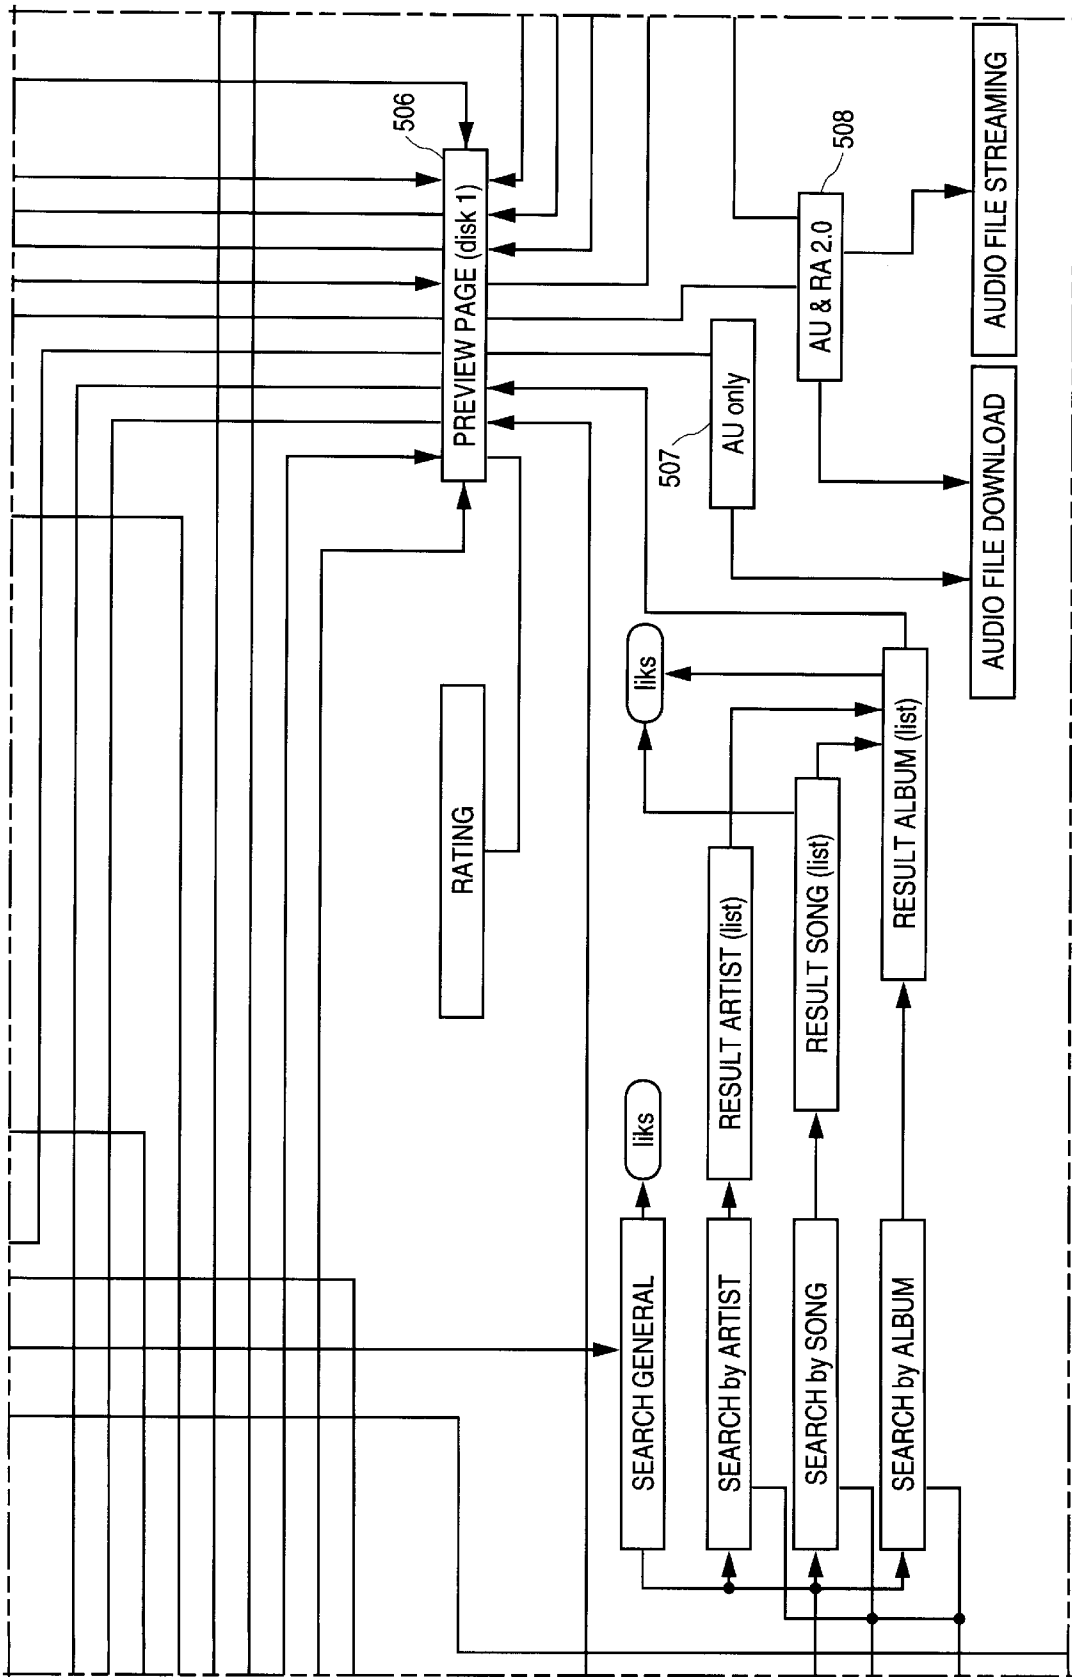 506
PREVIEW PAGE (disk 1)
508
AU & RA 2.0
AUDIO FILE STREAMING
507
AU only
AUDIO FILE DOWNLOAD
RATING
liks
RESULT ALBUM (list)
RESULT SONG (list)
RESULT ARTIST (list)
liks
SEARCH GENERAL
SEARCH by ARTIST
SEARCH by SONG
SEARCH by ALBUM